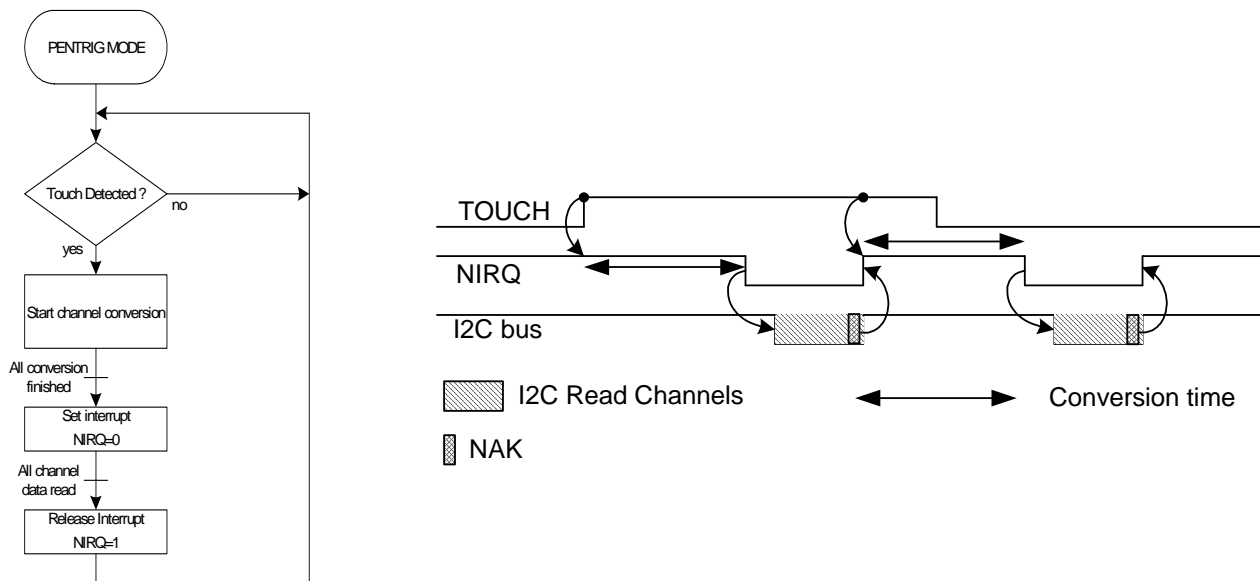 PENTRIG MODE
Touch Detected ?
no
yes
Start channel conversion
All conversion
finished
Set interrupt
NIRQ=0
All channel
data read
Release Interrupt
NIRQ=1
TOUCH
NIRQ
I2C bus
I2C Read Channels
Conversion time
NAK